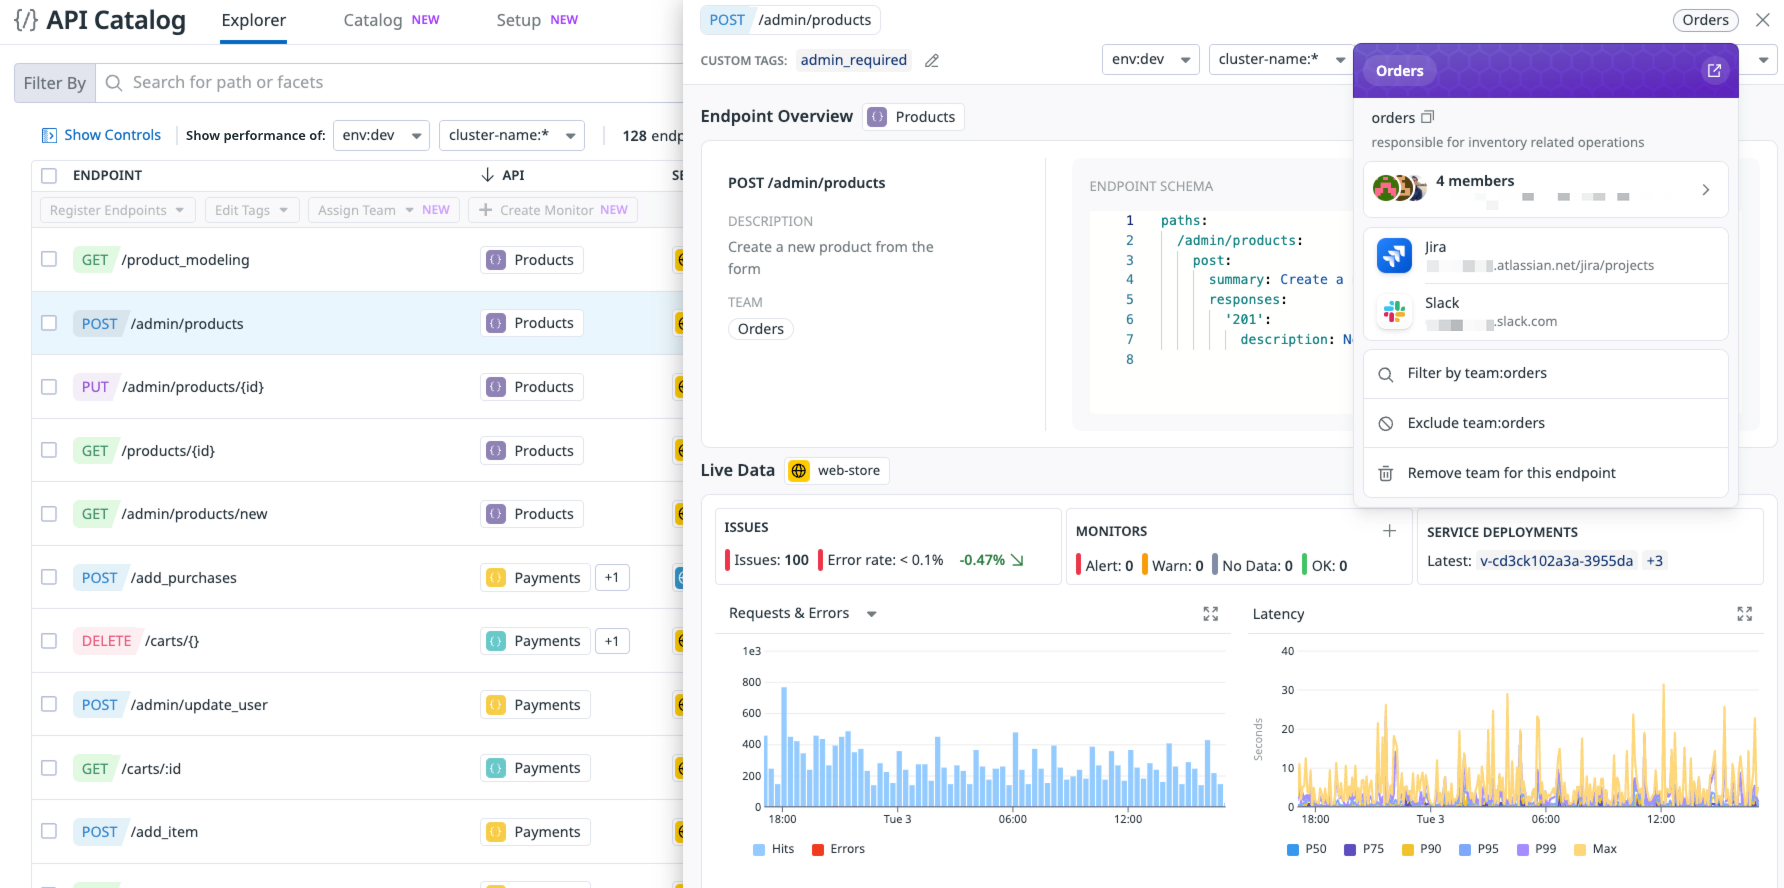 {/} API Catalog
Explorer
Catalog NEW
Setup NEW
Filter By
Search for path or facets
Show Controls
Show performance of:
env:dev
cluster-name:*
128 endp
ENDPOINT
API
SE
Register Endpoints
Edit Tags
Assign Team NEW
Create Monitor NEW
GET /product_modeling
Products
POST /admin/products
Products
PUT /admin/products/{id}
Products
GET /products/{id}
Products
GET /admin/products/new
Products
POST /add_purchases
Payments +1
DELETE /carts/{}
Payments +1
POST /admin/update_user
Payments
GET /carts/:id
Payments
POST /add_item
Payments
POST /admin/products
Orders
CUSTOM TAGS: admin_required
env:dev
cluster-name:*
Endpoint Overview
Products
POST /admin/products
DESCRIPTION
Create a new product from the
form
TEAM
Orders
ENDPOINT SCHEMA
1 paths:
2 /admin/products:
3 post:
4 summary: Create a
5 responses:
6 '201':
7 description: N
8
Orders
orders
responsible for inventory related operations
4 members
Jira
.atlassian.net/jira/projects
Slack
.slack.com
Filter by team:orders
Exclude team:orders
Remove team for this endpoint
Live Data
web-store
ISSUES
Issues: 100
Error rate: < 0.1%
-0.47%
MONITORS
Alert: 0
Warn: 0
No Data: 0
OK: 0
SERVICE DEPLOYMENTS
Latest: v-cd3ck102a3a-3955da +3
Requests & Errors
1e3
800
600
400
200
0
18:00
Tue 3
06:00
12:00
Hits
Errors
Latency
Seconds
40
30
20
10
0
18:00
Tue 3
06:00
12:00
P50
P75
P90
P95
P99
Max